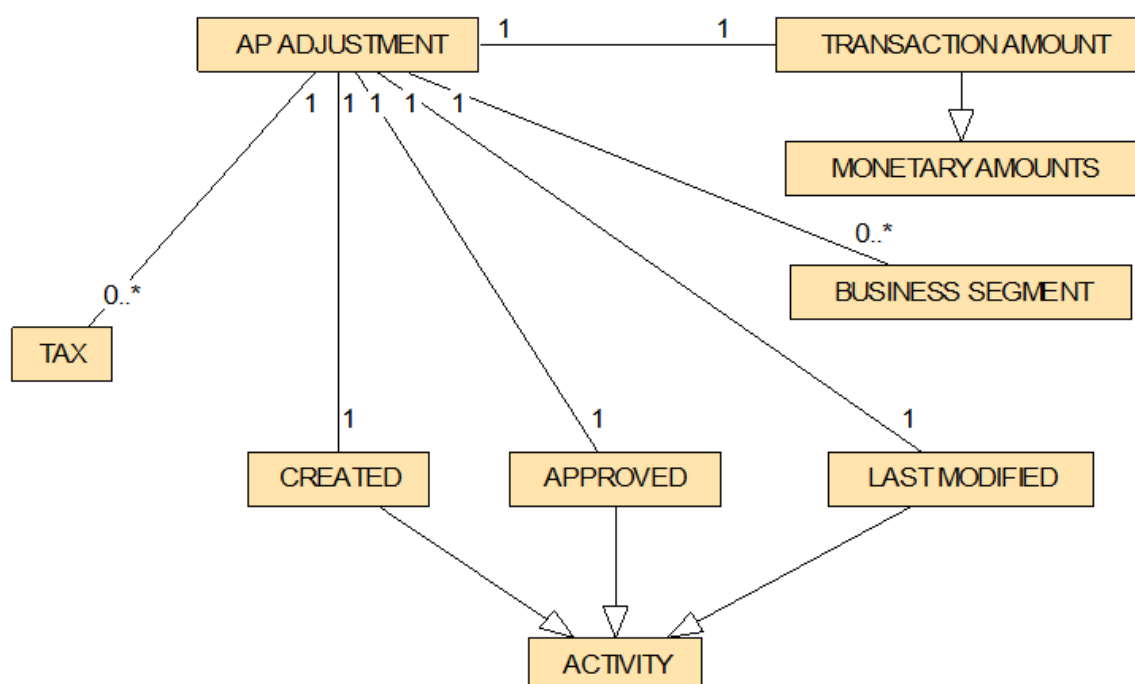 1 1
AP ADJUSTMENT TRANSACTION AMOUNT
1 1 1 1 1
MONETARY AMOUNTS
0..*
BUSINESS SEGMENT
0..*
TAX
1 1 1
CREATED APPROVED LAST MODIFIED
ACTIVITY